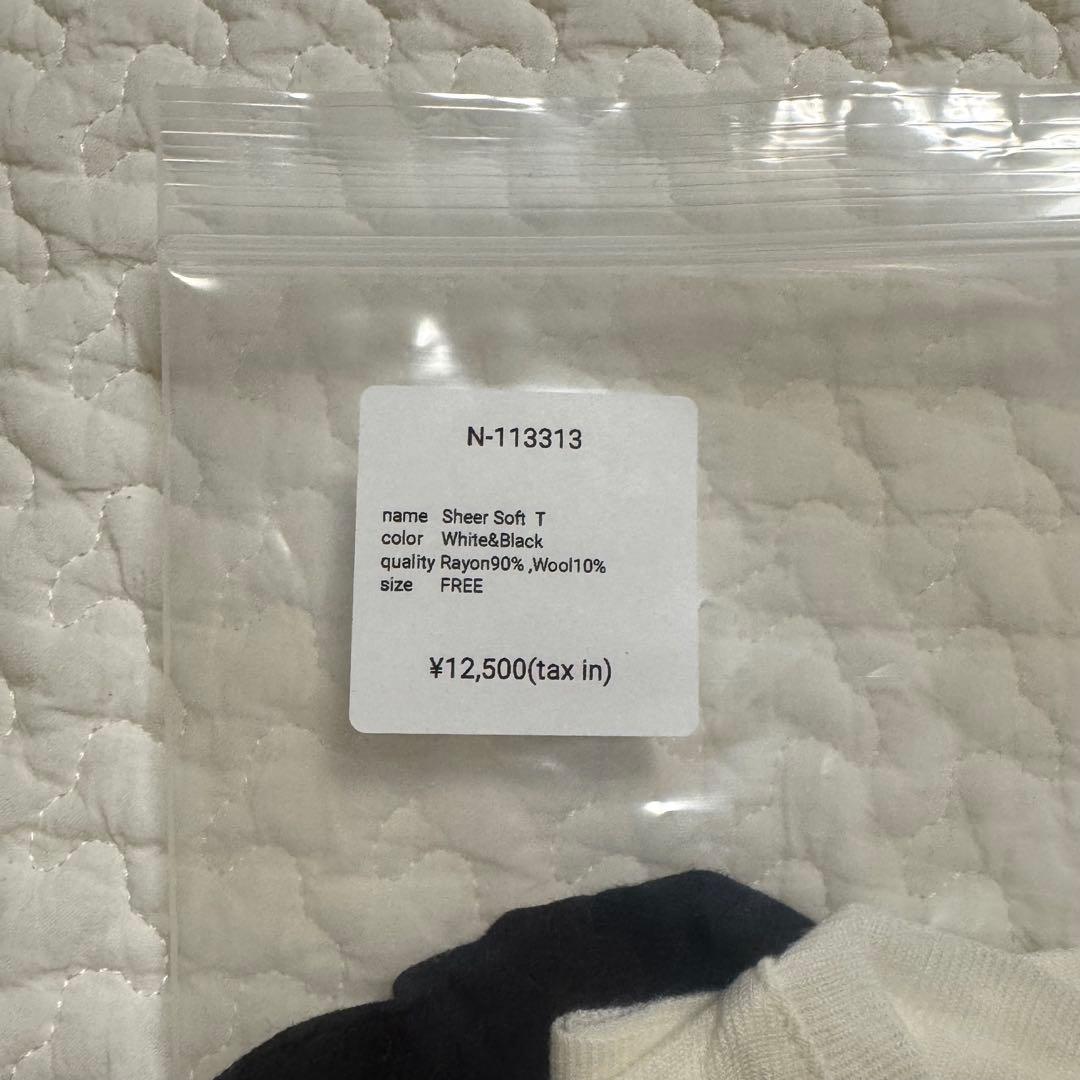 N-113313
name Sheer Soft T
color White&Black
quality Rayon90% ,Wool10%
size FREE
¥12,500(tax in)